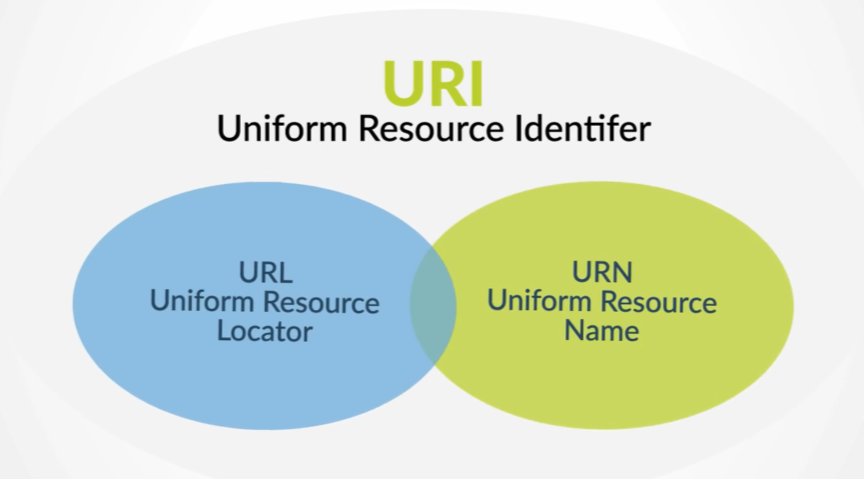 URI
Uniform Resource Identifer
URL
Uniform Resource
Locator
URN
Uniform Resource
Name